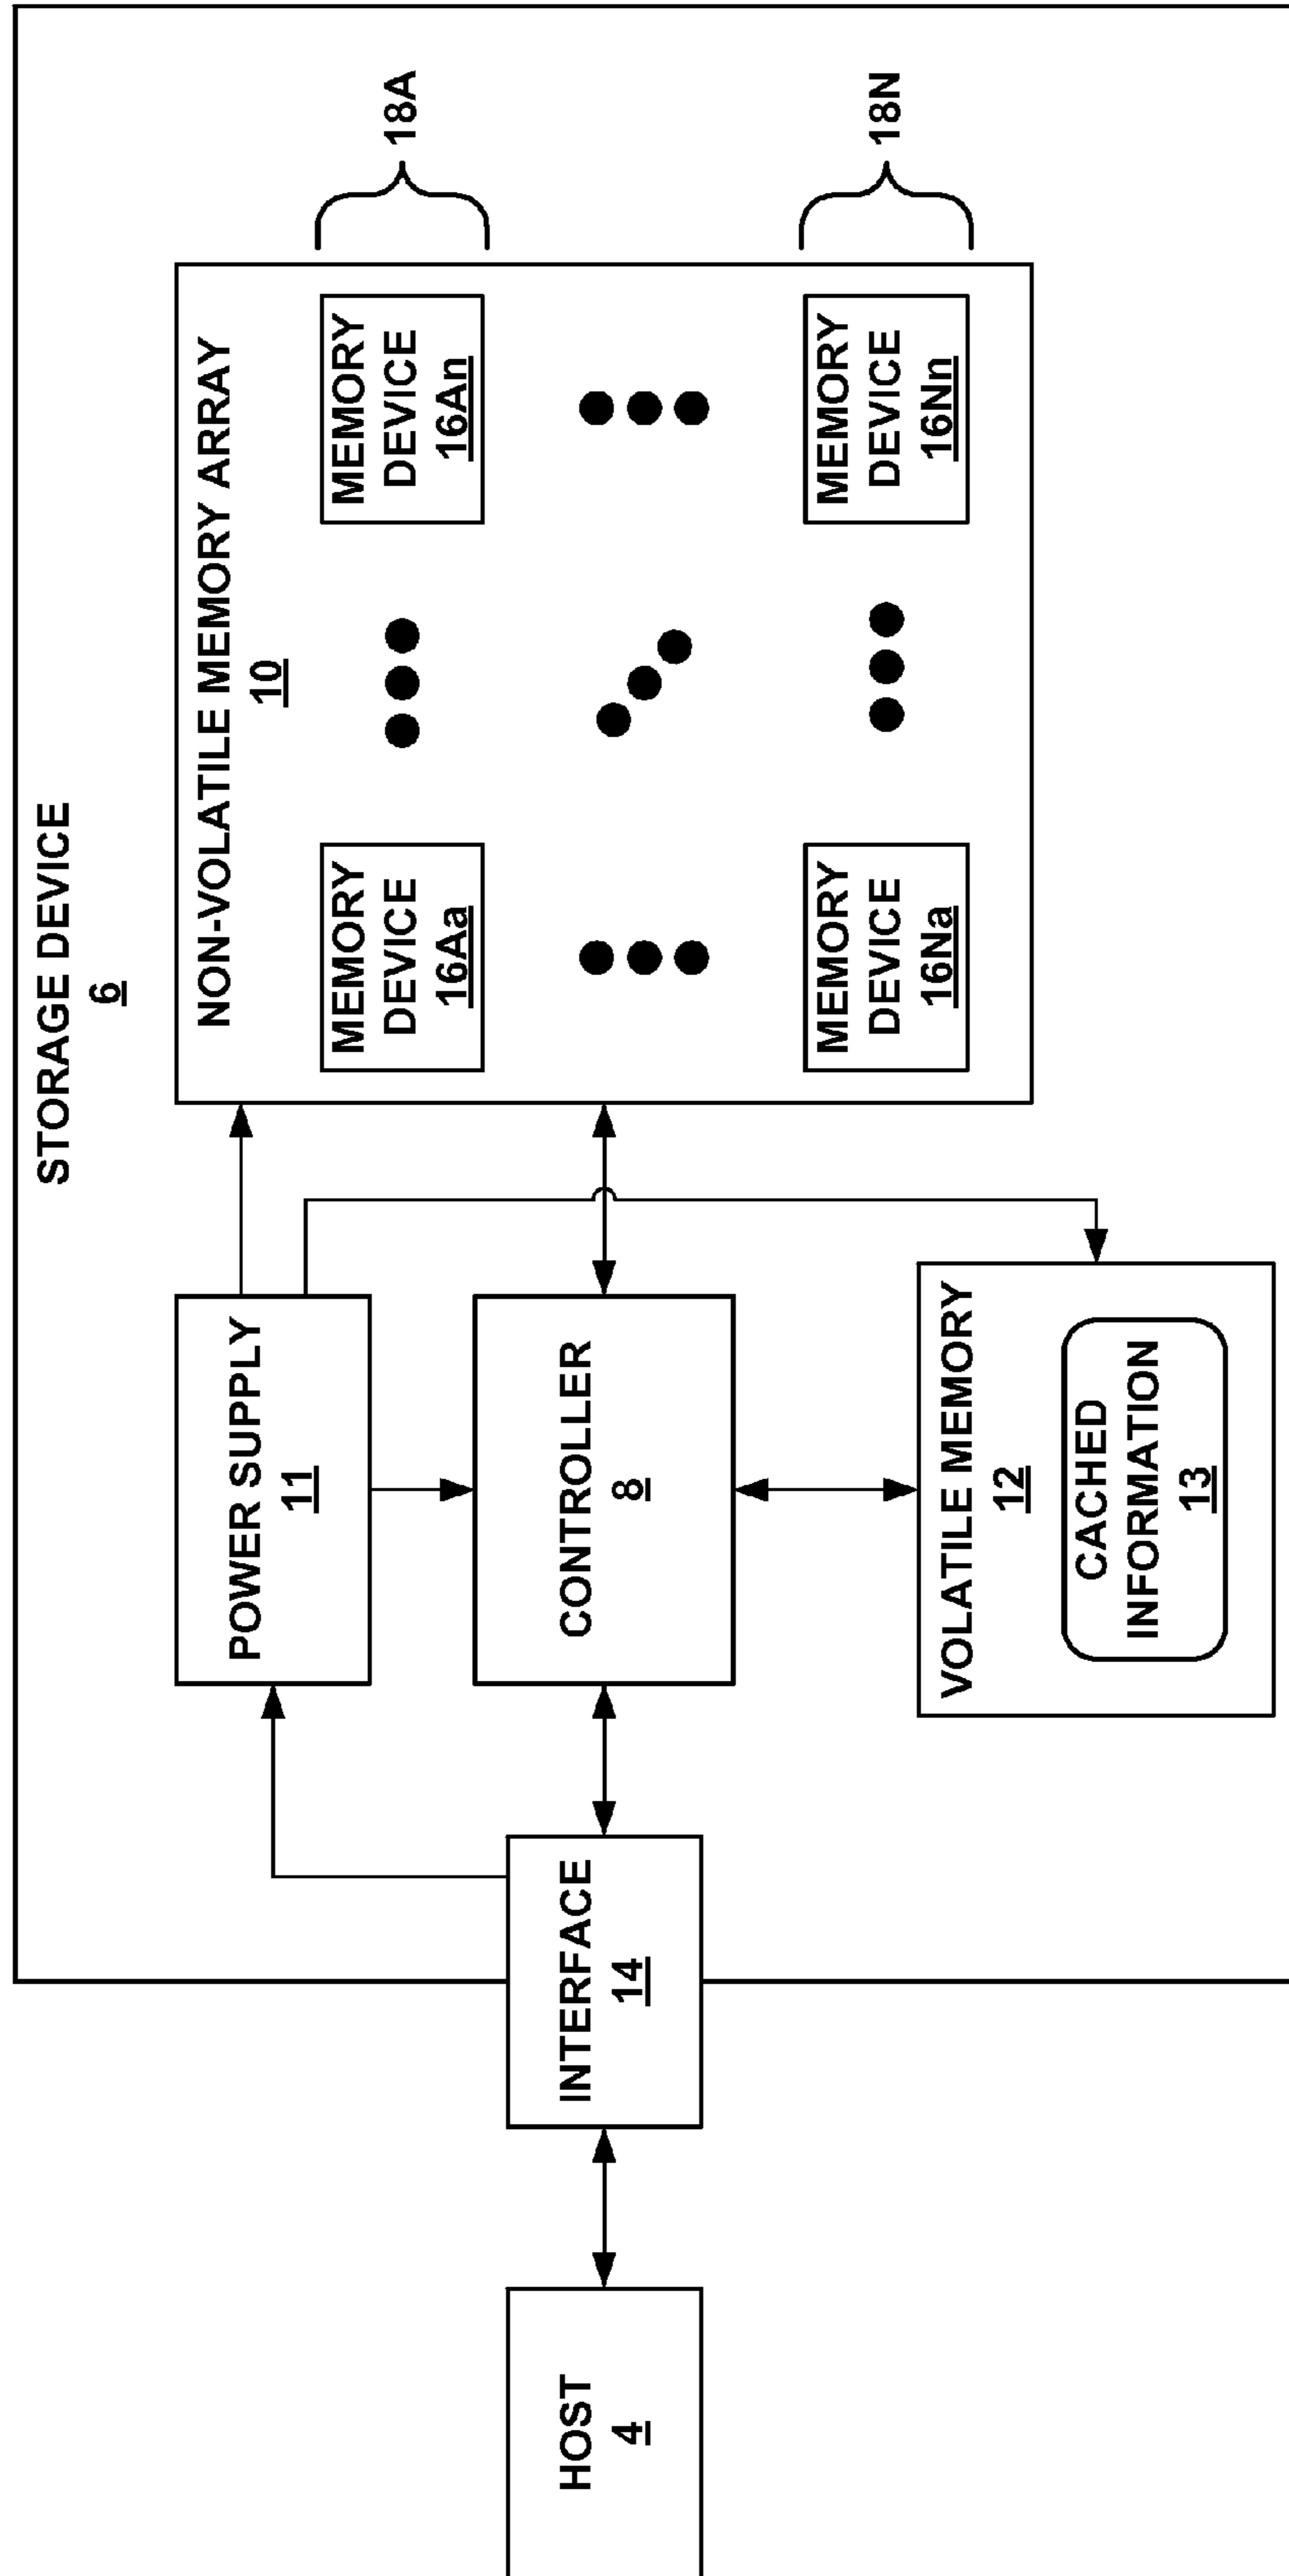 STORAGE DEVICE
6
NON-VOLATILE MEMORY ARRAY
10
MEMORY
DEVICE
16Aa
MEMORY
DEVICE
16An
18A
MEMORY
DEVICE
16Na
MEMORY
DEVICE
16Nn
18N
POWER SUPPLY
11
CONTROLLER
8
VOLATILE MEMORY
12
CACHED
INFORMATION
13
INTERFACE
14
HOST
4